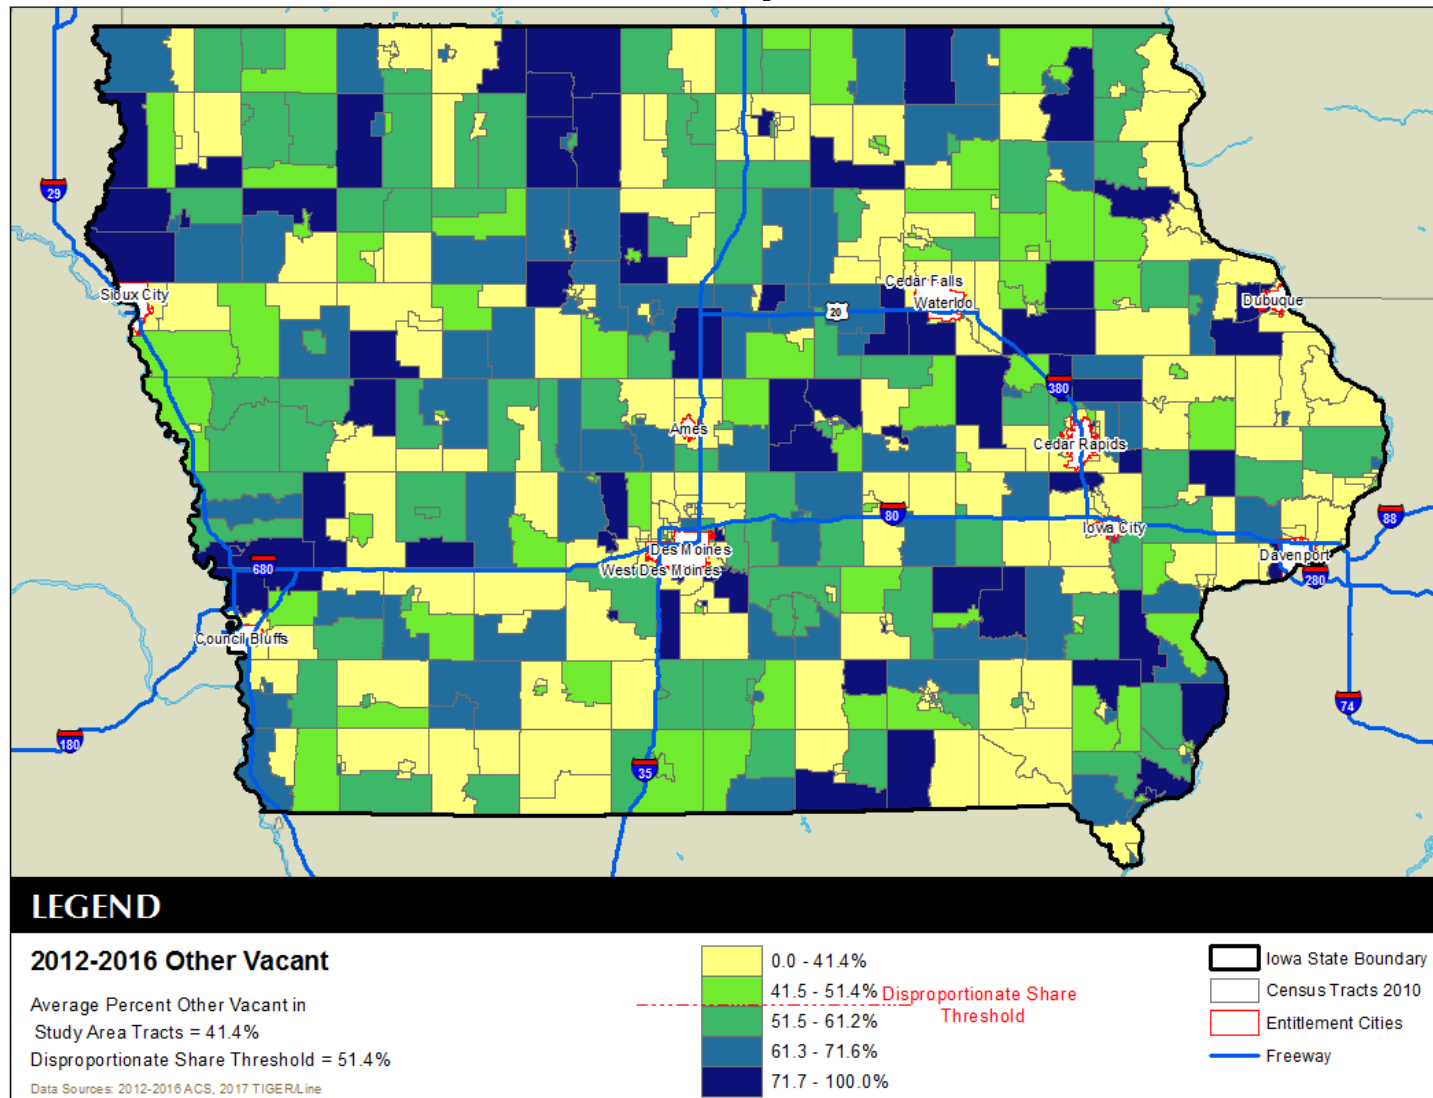 29
Sioux City
Cedar Falls
Waterloo
20
Dubuque
380
Ames
Cedar Rapids
80
Iowa City
88
Des Moines
West Des Moines
Davenport
680
280
Council Bluffs
180
74
35
LEGEND
2012-2016 Other Vacant
Average Percent Other Vacant in
Study Area Tracts = 41.4%
Disproportionate Share Threshold = 51.4%
Data Sources: 2012-2016 ACS, 2017 TIGER/Line
0.0 - 41.4%
41.5 - 51.4%
51.5 - 61.2%
61.3 - 71.6%
71.7 - 100.0%
Disproportionate Share
Threshold
Iowa State Boundary
Census Tracts 2010
Entitlement Cities
Freeway